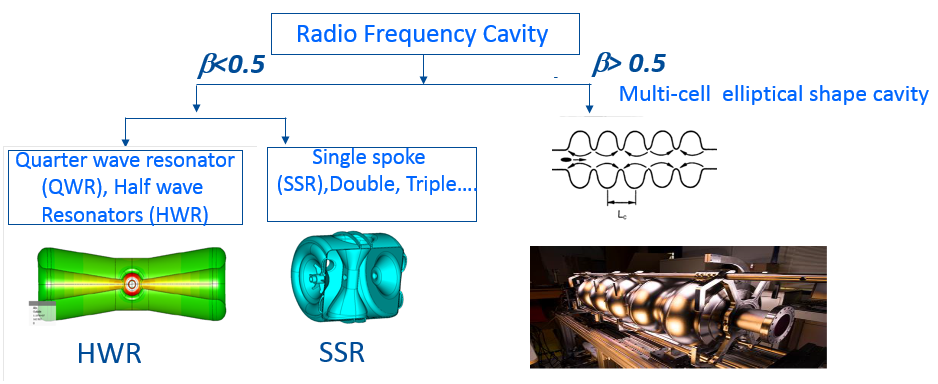 Radio Frequency Cavity
β<0.5
β> 0.5
Multi-cell elliptical shape cavity
Quarter wave resonator
(QWR), Half wave
Resonators (HWR)
Single spoke
(SSR),Double, Triple....
Lc
HWR
SSR